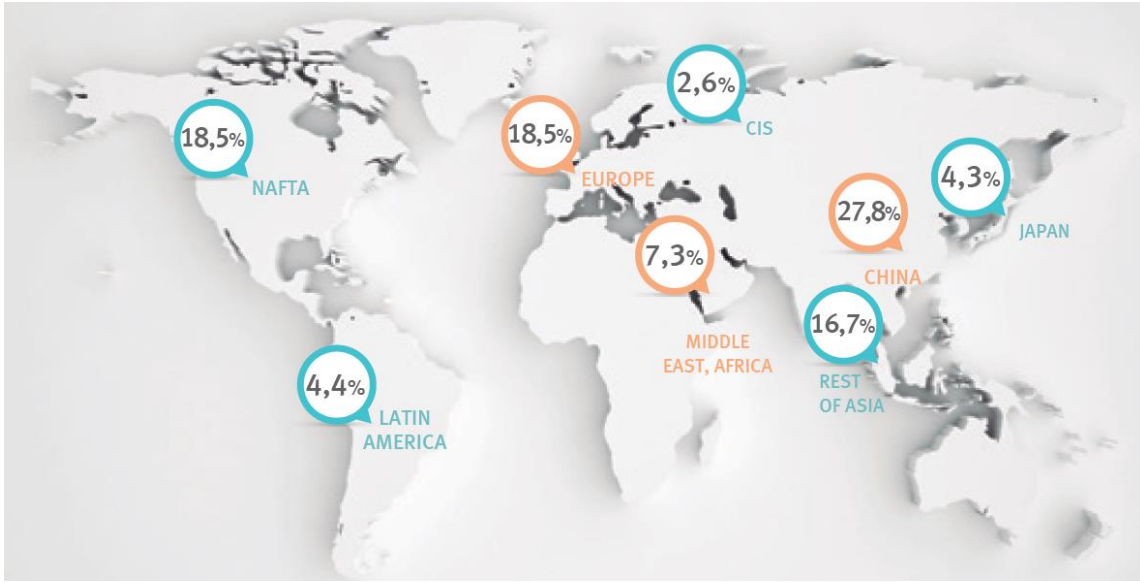 2,6%
CIS
18,5%
NAFTA
18,5%
EUROPE
4,3%
JAPAN
27,8%
CHINA
7,3%
MIDDLE
EAST, AFRICA
16,7%
REST
OF ASIA
4,4%
LATIN
AMERICA